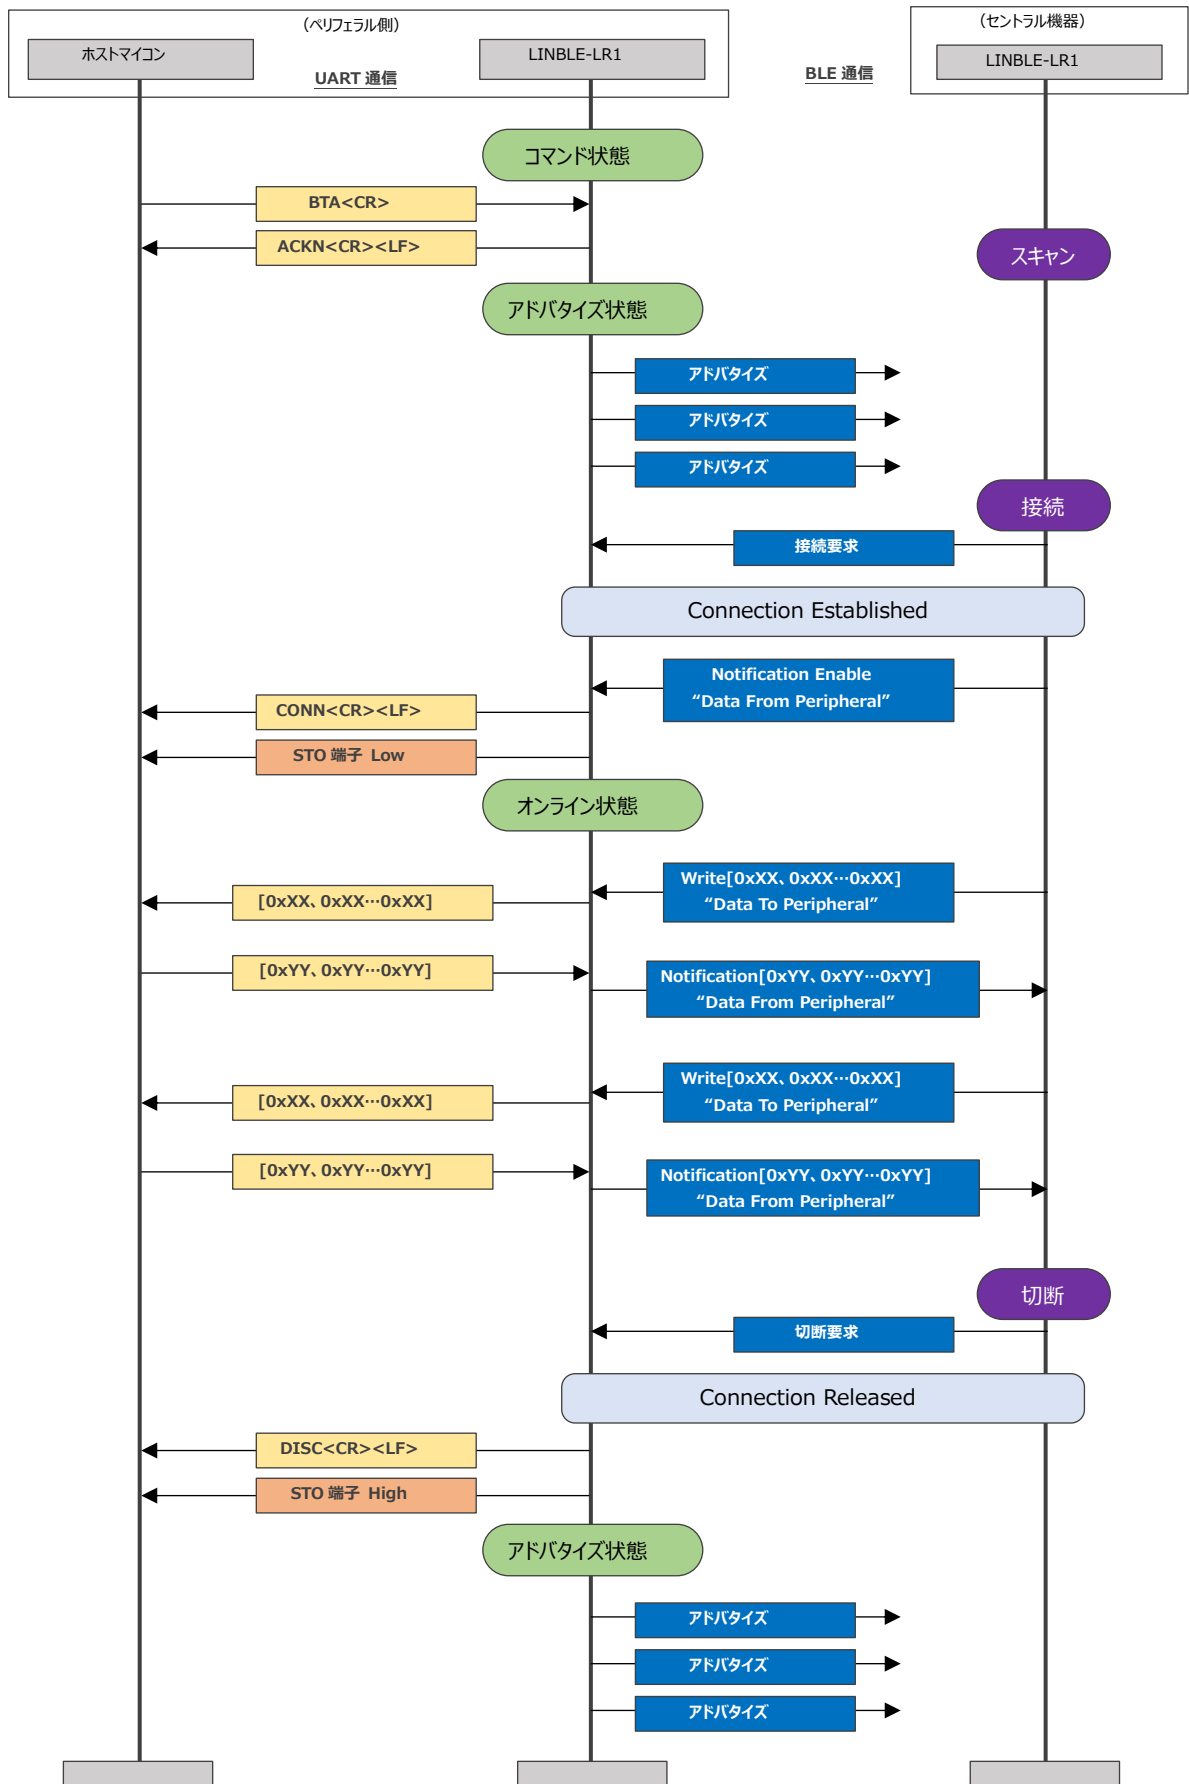 (ペリフェラル側)
(セントラル機器)
ホストマイコン
LINBLE-LR1
LINBLE-LR1
UART 通信
BLE 通信
コマンド状態
BTA<CR>
ACKN<CR><LF>
スキャン
アドバタイズ状態
アドバタイズ
アドバタイズ
アドバタイズ
接続
接続要求
Connection Established
Notification Enable
“Data From Peripheral”
CONN<CR><LF>
STO 端子 Low
オンライン状態
Write[0xXX、0xXX…0xXX]
“Data To Peripheral”
[0xXX、0xXX…0xXX]
[0xYY、0xYY…0xYY]
Notification[0xYY、0xYY…0xYY]
“Data From Peripheral”
Write[0xXX、0xXX…0xXX]
“Data To Peripheral”
[0xXX、0xXX…0xXX]
[0xYY、0xYY…0xYY]
Notification[0xYY、0xYY…0xYY]
“Data From Peripheral”
切断
切断要求
Connection Released
DISC<CR><LF>
STO 端子 High
アドバタイズ状態
アドバタイズ
アドバタイズ
アドバタイズ